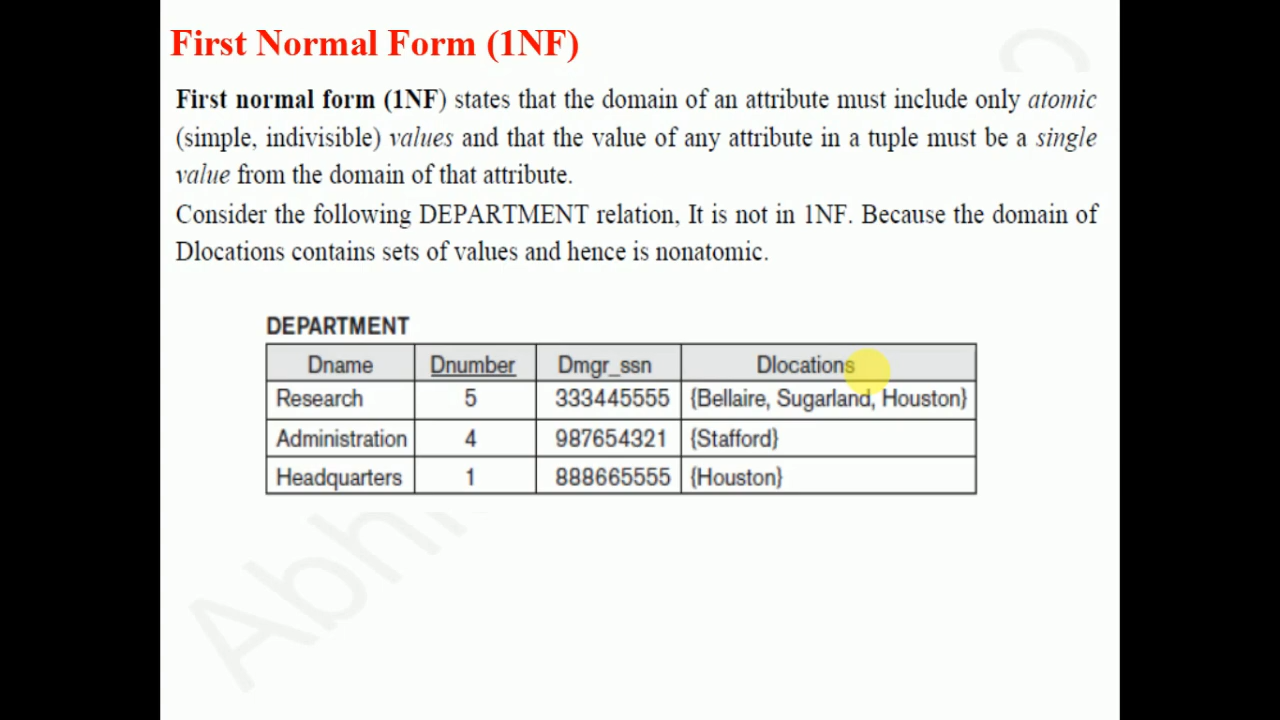 First Normal Form (1NF)
First normal form (1NF) states that the domain of an attribute must include only atomic
(simple, indivisible) values and that the value of any attribute in a tuple must be a single
value from the domain of that attribute.
Consider the following DEPARTMENT relation, It is not in 1NF. Because the domain of
Dlocations contains sets of values and hence is nonatomic.
DEPARTMENT
Dname Dnumber Dmgr_ssn Dlocations
Research 5 333445555 {Bellaire, Sugarland, Houston}
Administration 4 987654321 {Stafford}
Headquarters 1 888665555 {Houston}